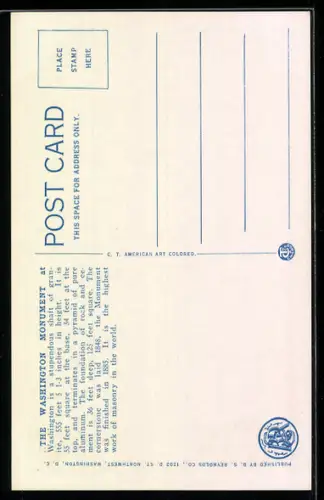 THE WASHINGTON MONUMENT at
Washington is a stupendous shaft of gran-
ite, 555 feet 5 1-3 inches in height. It is
55 feet square at the base, 34 feet at the
top, and terminates in a pyramid of pure
aluminum. The foundation of rock and ce-
ment is 36 feet deep, 125 feet square. The
cornerstone was laid 1848, the Monument
was finished in 1885. It is the highest
work of masonry in the world.
PUBLISHED BY B. S. REYNOLDS CO., 1202 D. ST. NORTHWEST, WASHINGTON, D. C.
C. T. AMERICAN ART COLORED
POST CARD
THIS SPACE FOR ADDRESS ONLY.
PLACE
STAMP
HERE